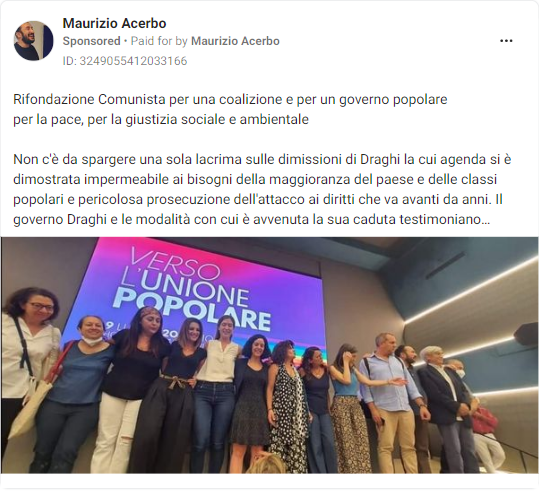 Maurizio Acerbo
Sponsored • Paid for by Maurizio Acerbo
ID: 3249055412033166
Rifondazione Comunista per una coalizione e per un governo popolare
per la pace, per la giustizia sociale e ambientale
Non c'è da spargere una sola lacrima sulle dimissioni di Draghi la cui agenda si è
dimostrata impermeabile ai bisogni della maggioranza del paese e delle classi
popolari e pericolosa prosecuzione dell'attacco ai diritti che va avanti da anni. Il
governo Draghi e le modalità con cui è avvenuta la sua caduta testimoniano...
VERSO
L'UNIONE
POPOLARE
9